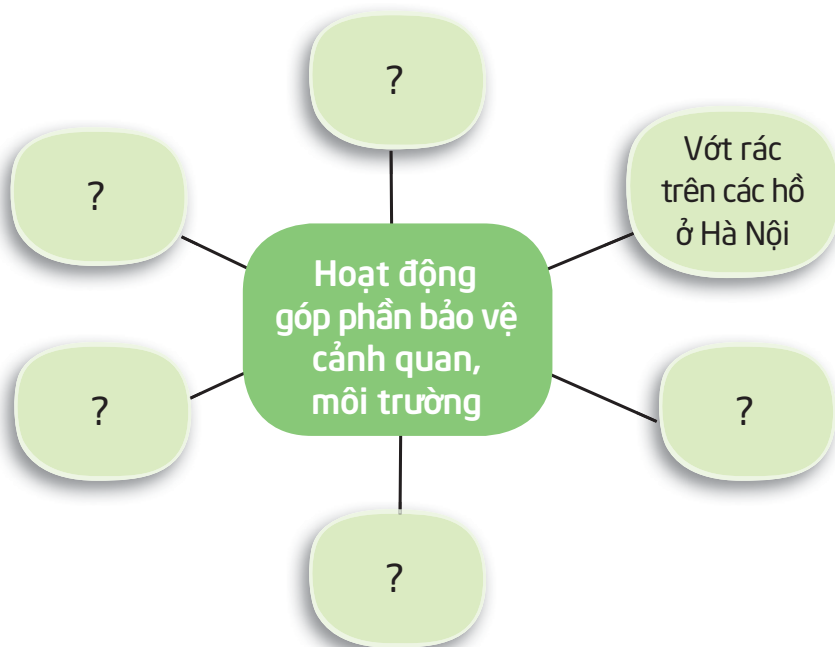 ?
?
Vớt rác
trên các hồ
ở Hà Nội
Hoạt động
góp phần bảo vệ
cảnh quan,
môi trường
?
?
?